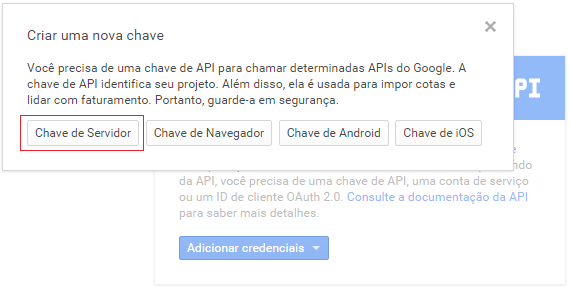 Criar uma nova chave
Você precisa de uma chave de API para chamar determinadas APIs do Google. A
chave de API identifica seu projeto. Além disso, ela é usada para impor cotas e
lidar com faturamento. Portanto, guarde-a em segurança.
Chave de Servidor Chave de Navegador Chave de Android Chave de iOS
PI
da API, você precisa de uma chave de API, uma conta de serviço
ou um ID de cliente OAuth 2.0. Consulte a documentação da API
para saber mais detalhes.
Adicionar credenciais